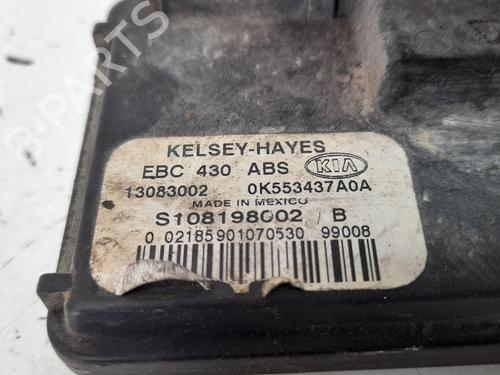 KELSEY-HAYES
EBC 430 ABS KIA
13083002 0K553437A0A
MADE IN MEXICO
S108198002 B
0 02185901070530 99008
B-Parts